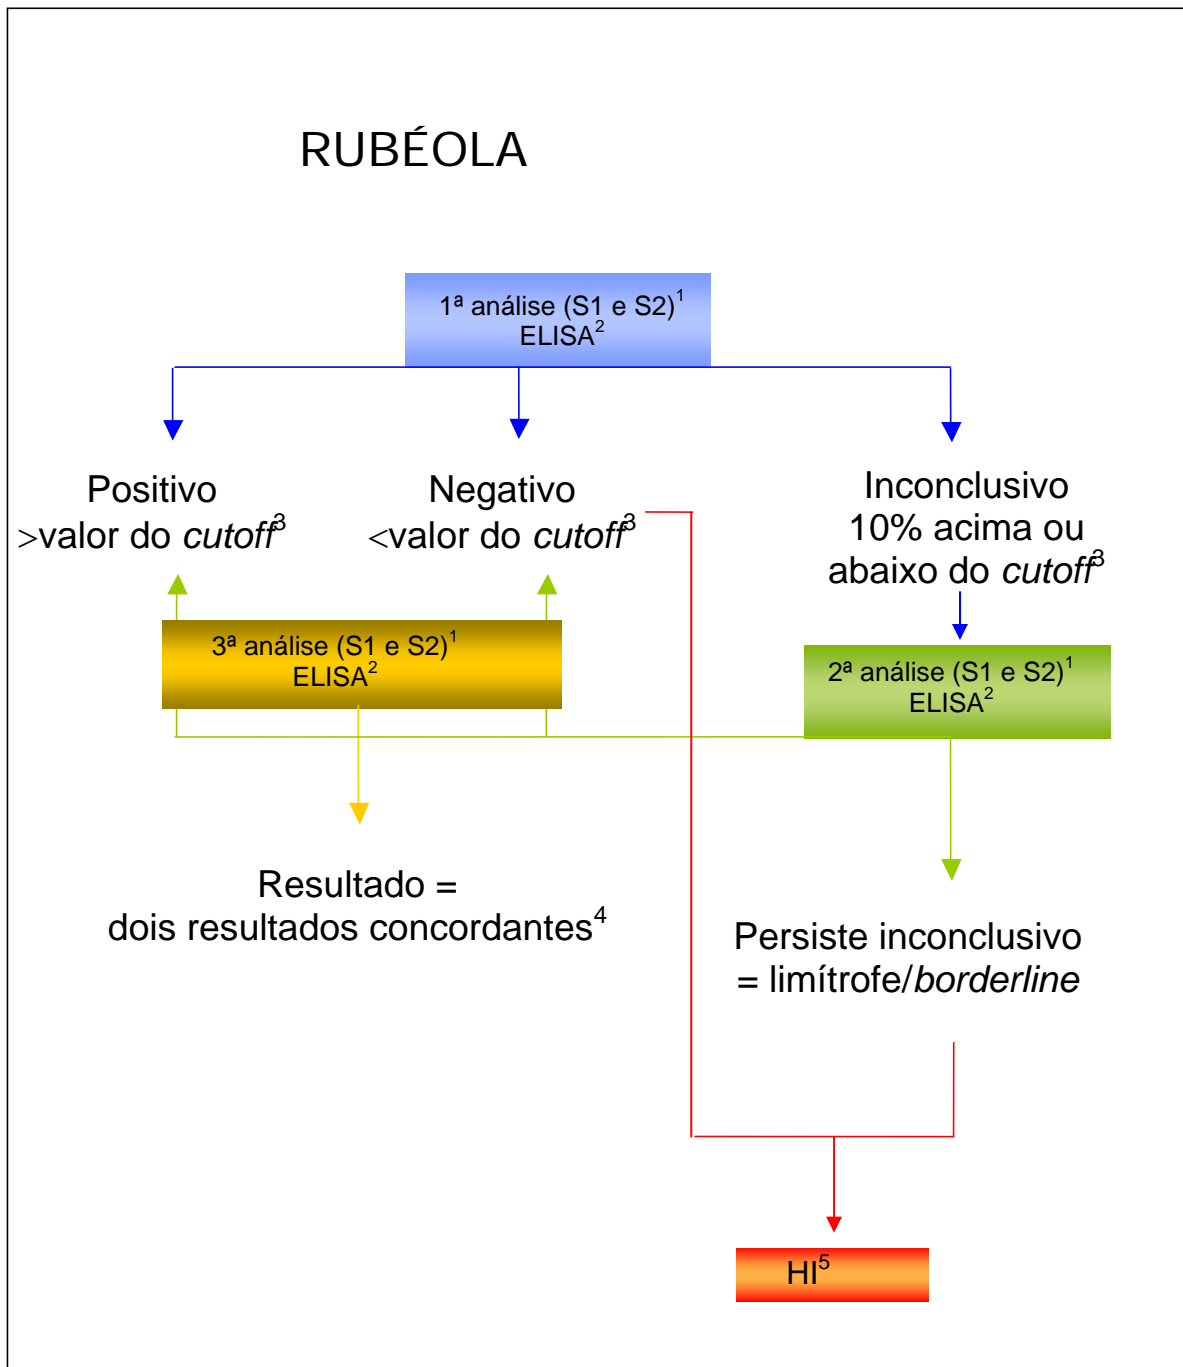 RUBÉOLA
1ª análise (S1 e S2)¹
ELISA²
Positivo
>valor do cutoff³
Negativo
<valor do cutoff³
Inconclusivo
10% acima ou
abaixo do cutoff³
3ª análise (S1 e S2)¹
ELISA²
2ª análise (S1 e S2)¹
ELISA²
Resultado =
dois resultados concordantes⁴
Persiste inconclusivo
= limítrofe/borderline
HI⁵